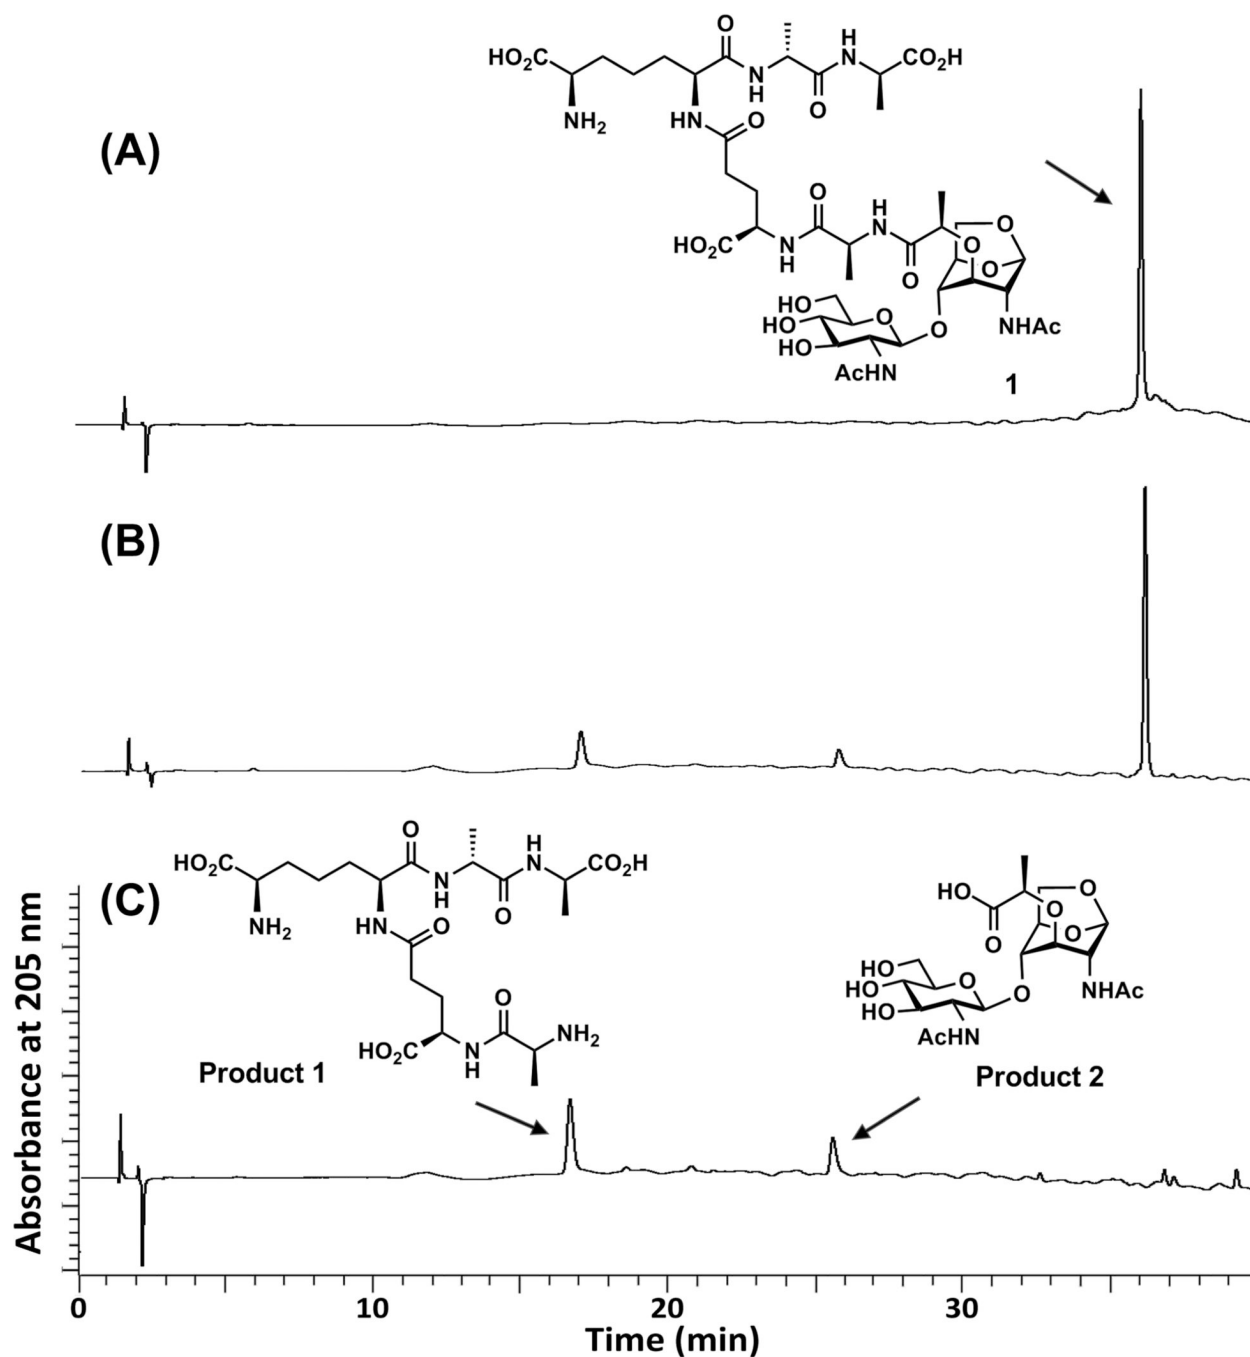 (A)
HO₂C
NH₂
O
HN
O
N
H
O
H
N
CO₂H
HO₂C
N
H
O
H
N
O
O
O
O
NHAc
HO
HO
HO
O
AcHN
O
1
(B)
(C)
HO₂C
NH₂
O
HN
O
N
H
O
H
N
CO₂H
HO₂C
N
H
O
NH₂
Product 1
HO
O
O
O
O
NHAc
HO
HO
HO
O
AcHN
O
Product 2
Absorbance at 205 nm
0 10 20 30
Time (min)